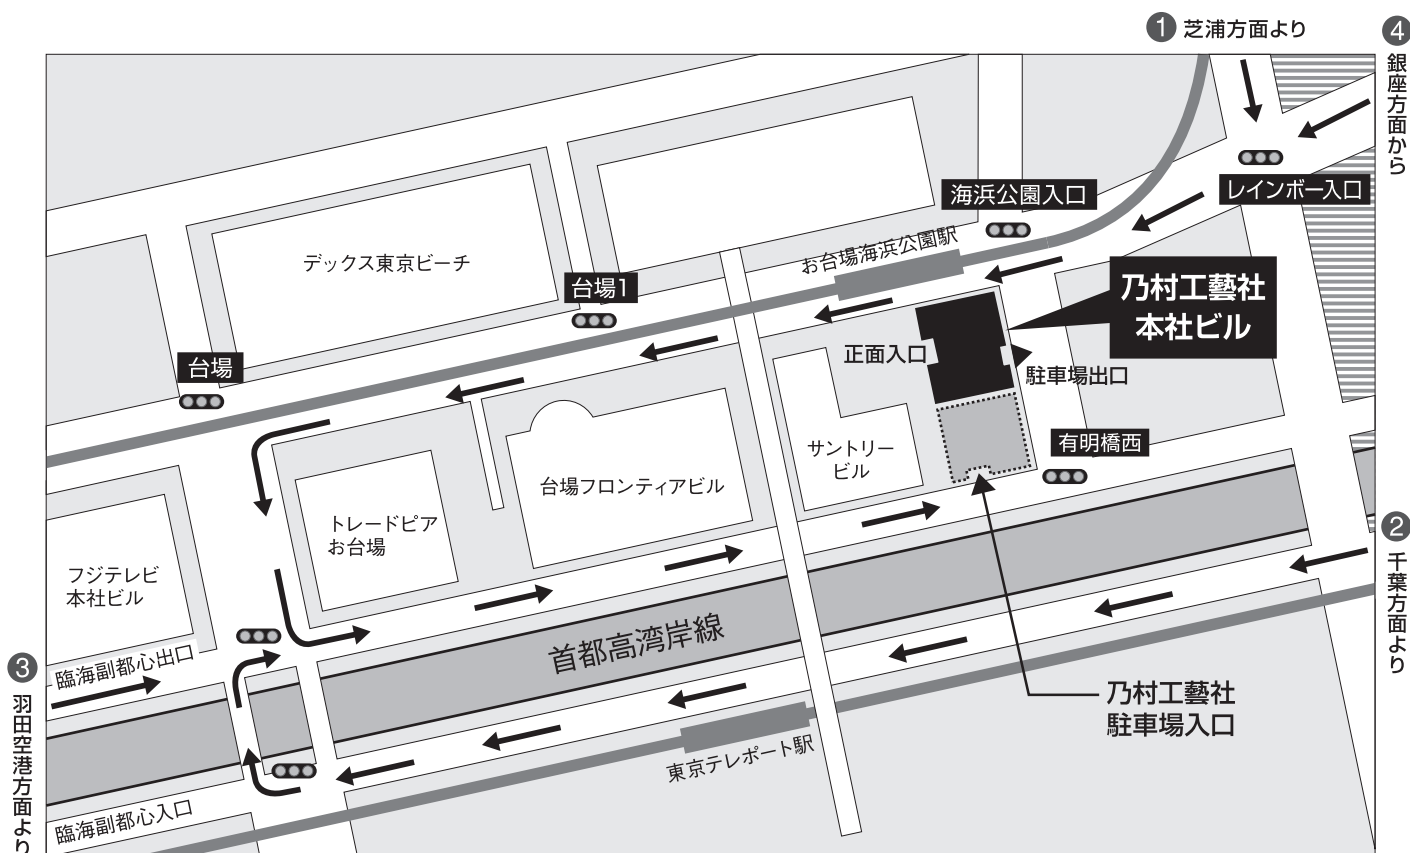 ❶ 芝浦方面より
❹ 銀座方面から
レインボー入口
海浜公園入口
お台場海浜公園駅
デックス東京ビーチ
台場1
台場
乃村工藝社
本社ビル
正面入口
駐車場出口
有明橋西
サントリー
ビル
台場フロンティアビル
トレードピア
お台場
フジテレビ
本社ビル
❷ 千葉方面より
首都高湾岸線
臨海副都心出口
❸ 羽田空港方面より
乃村工藝社
駐車場入口
東京テレポート駅
臨海副都心入口